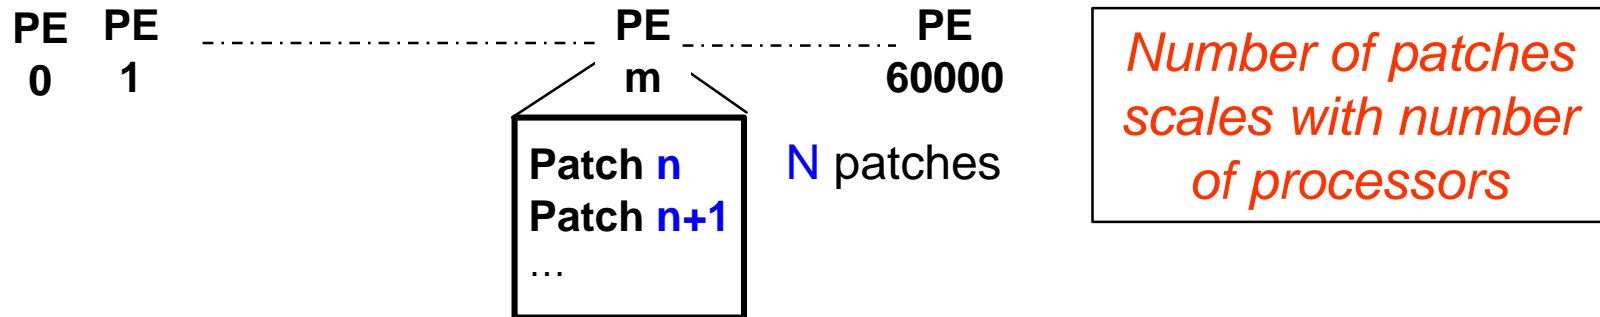 PE PE PE PE
0 1 m 60000
Patch n
Patch n+1
…
N patches
Number of patches
scales with number
of processors